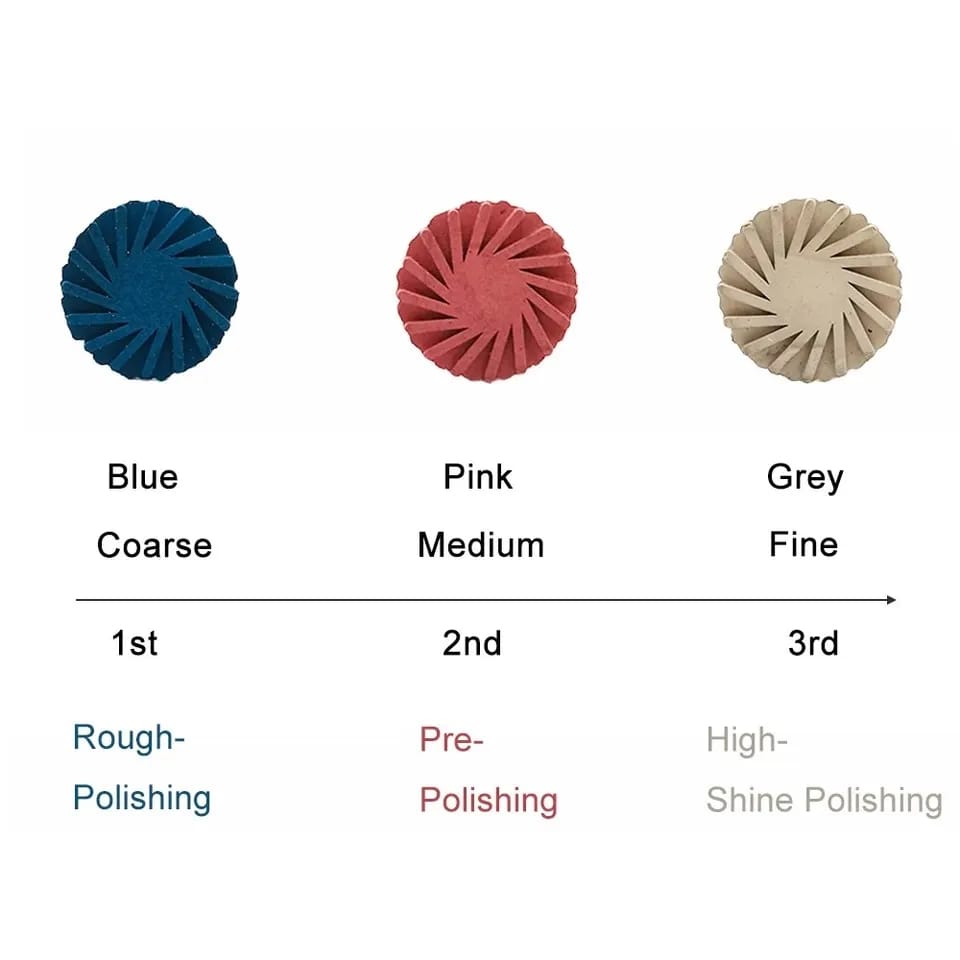 Blue
Pink
Grey
Coarse
Medium
Fine
1st
2nd
3rd
Rough-
Polishing
Pre-
Polishing
High-
Shine Polishing